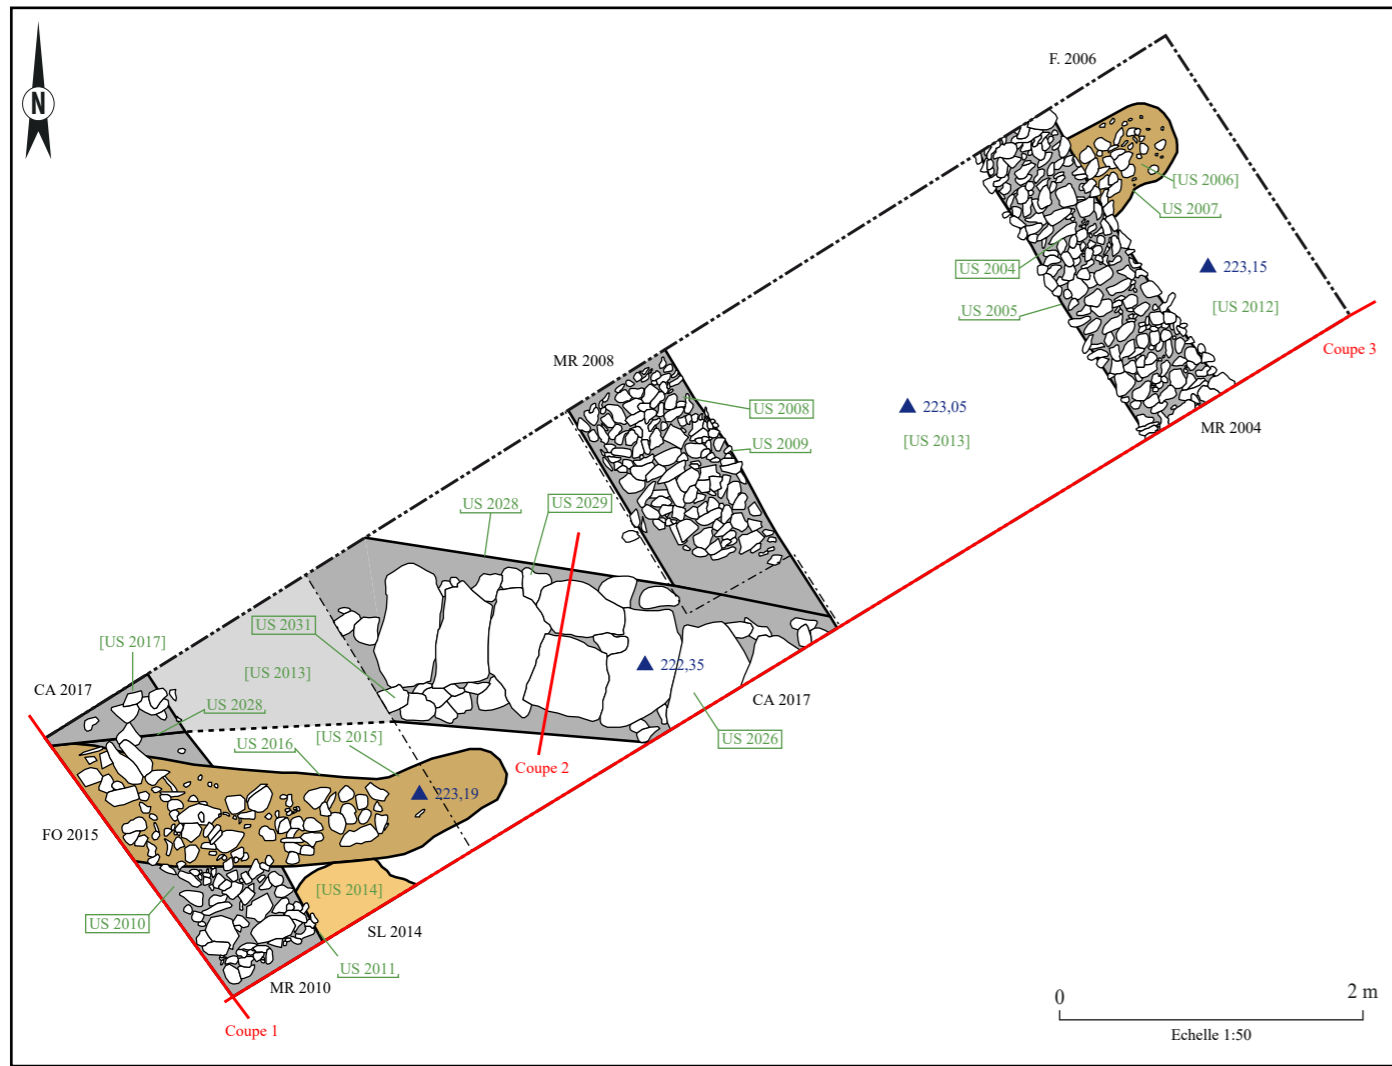 N
F. 2006
[US 2006]
US 2007
US 2004
223,15
US 2005
[US 2012]
Coupe 3
MR 2008
US 2008
223,05
MR 2004
US 2009
[US 2013]
US 2028
US 2029
US 2031
[US 2017]
[US 2013]
222,35
CA 2017
US 2028
CA 2017
US 2016
[US 2015]
US 2026
Coupe 2
223,19
FO 2015
[US 2014]
US 2010
SL 2014
US 2011
MR 2010
Coupe 1
0
2 m
Echelle 1:50